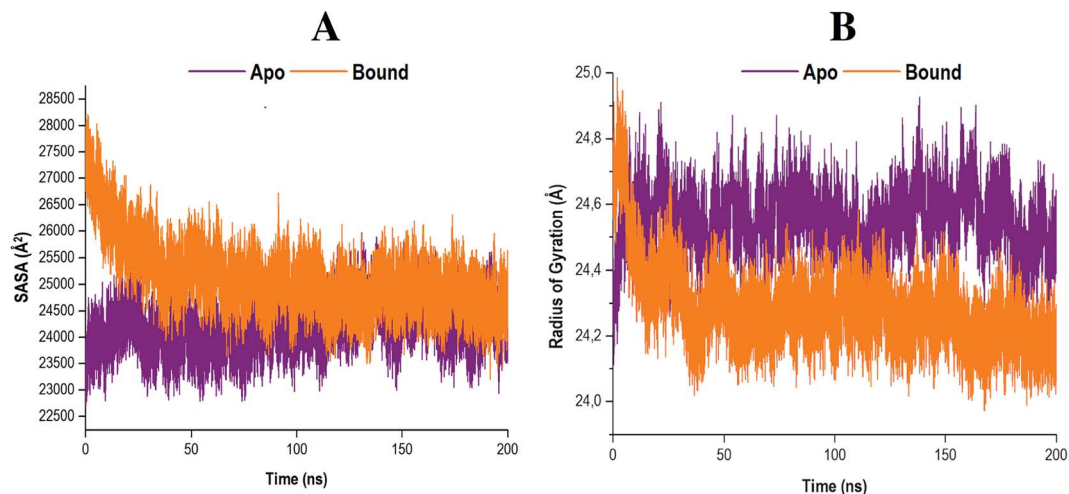 A
Apo Bound
28500
28000
27500
27000
26500
26000
25500
25000
24500
24000
23500
23000
22500
SASA (Å²)
0 50 100 150 200
Time (ns)
B
Apo Bound
25,0
24,8
24,6
24,4
24,2
24,0
Radius of Gyration (Å)
0 50 100 150 200
Time (ns)